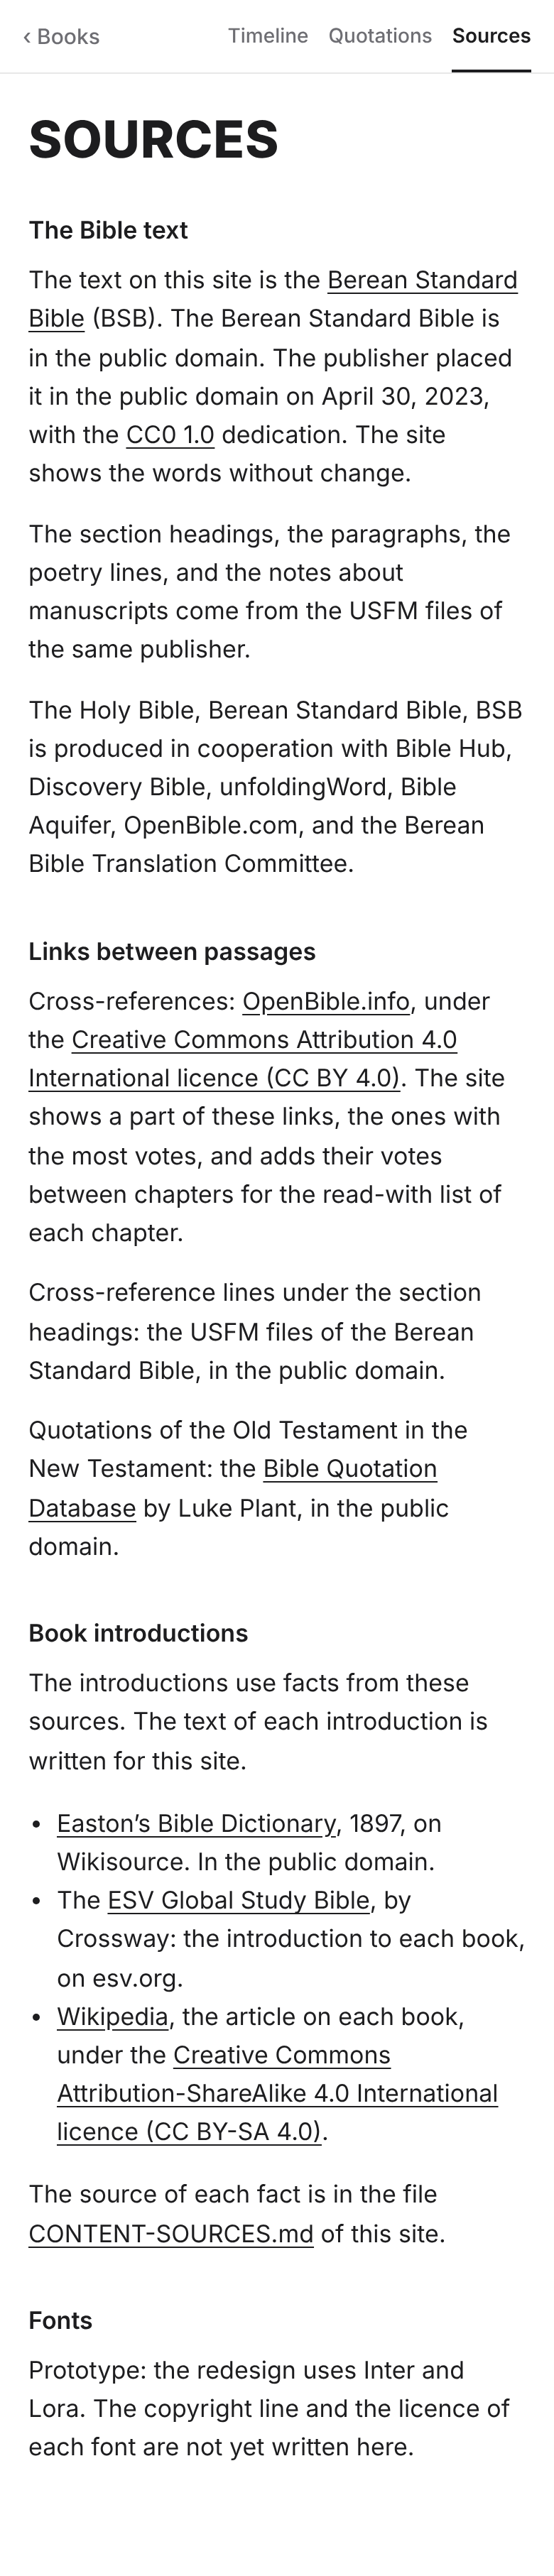 ‹ Books
Timeline
Quotations
Sources
SOURCES
The Bible text
The text on this site is the Berean Standard
Bible (BSB). The Berean Standard Bible is
in the public domain. The publisher placed
it in the public domain on April 30, 2023,
with the CC0 1.0 dedication. The site
shows the words without change.
The section headings, the paragraphs, the
poetry lines, and the notes about
manuscripts come from the USFM files of
the same publisher.
The Holy Bible, Berean Standard Bible, BSB
is produced in cooperation with Bible Hub,
Discovery Bible, unfoldingWord, Bible
Aquifer, OpenBible.com, and the Berean
Bible Translation Committee.
Links between passages
Cross-references: OpenBible.info, under
the Creative Commons Attribution 4.0
International licence (CC BY 4.0). The site
shows a part of these links, the ones with
the most votes, and adds their votes
between chapters for the read-with list of
each chapter.
Cross-reference lines under the section
headings: the USFM files of the Berean
Standard Bible, in the public domain.
Quotations of the Old Testament in the
New Testament: the Bible Quotation
Database by Luke Plant, in the public
domain.
Book introductions
The introductions use facts from these
sources. The text of each introduction is
written for this site.
• Easton’s Bible Dictionary, 1897, on
Wikisource. In the public domain.
• The ESV Global Study Bible, by
Crossway: the introduction to each book,
on esv.org.
• Wikipedia, the article on each book,
under the Creative Commons
Attribution-ShareAlike 4.0 International
licence (CC BY-SA 4.0).
The source of each fact is in the file
CONTENT-SOURCES.md of this site.
Fonts
Prototype: the redesign uses Inter and
Lora. The copyright line and the licence of
each font are not yet written here.